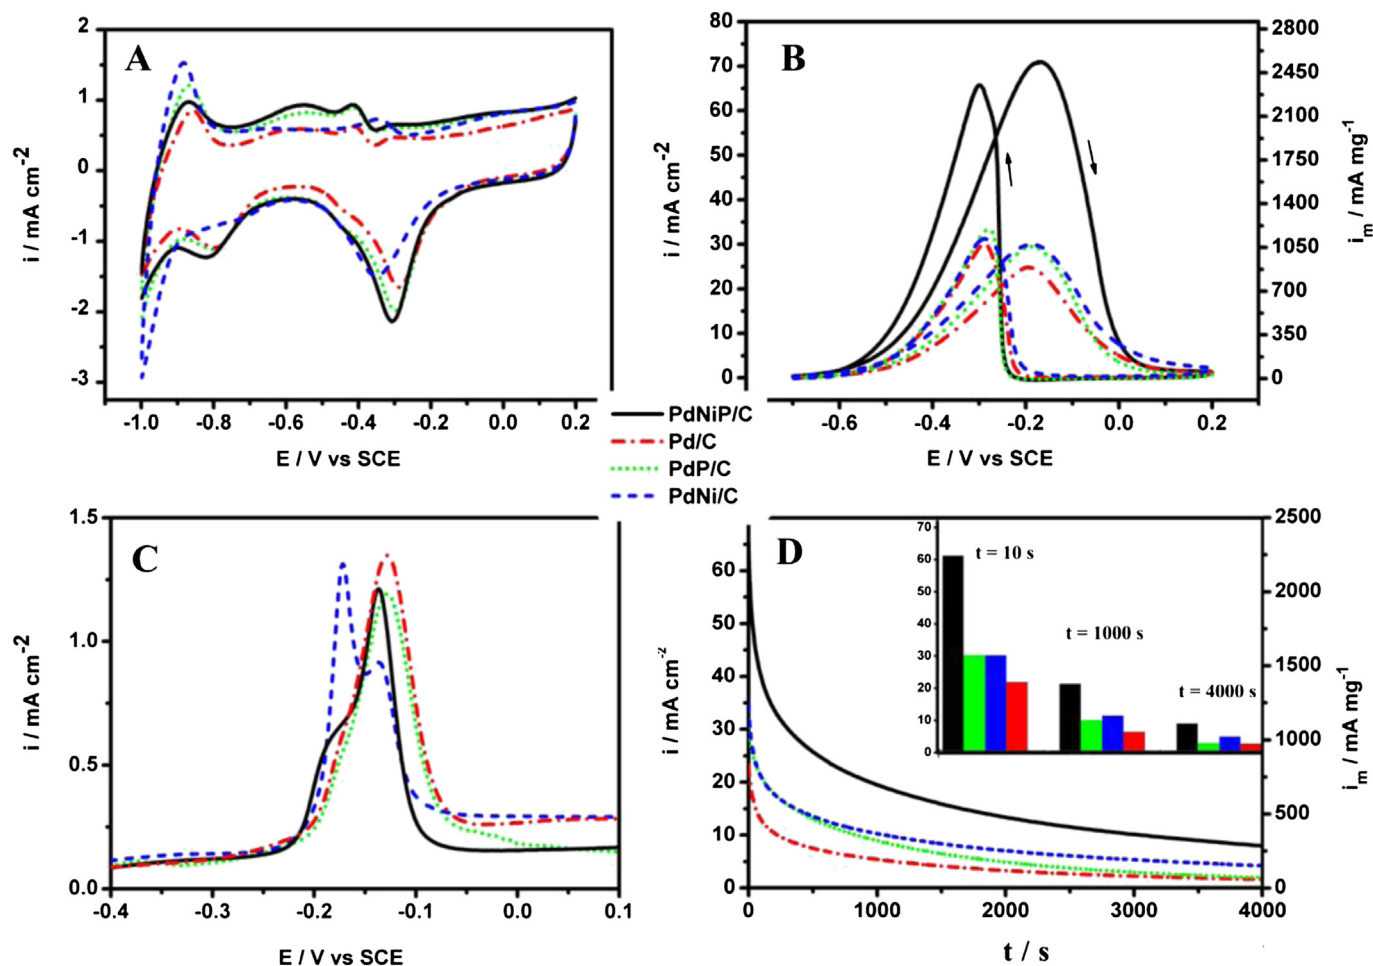 A
i / mA cm-2
2
1
0
-1
-2
-3
-1.0 -0.8 -0.6 -0.4 -0.2 0.0 0.2
E / V vs SCE
B
i / mA cm-2
80
70
60
50
40
30
20
10
0
-0.6 -0.4 -0.2 0.0 0.2
E / V vs SCE
2800
2450
2100
1750
1400
1050
700
350
0
im / mA mg-1
PdNiP/C
Pd/C
PdP/C
PdNi/C
C
i / mA cm-2
1.5
1.0
0.5
0.0
-0.4 -0.3 -0.2 -0.1 0.0 0.1
E / V vs SCE
D
i / mA cm-2
60
50
40
30
20
10
0
0 1000 2000 3000 4000
t / s
2500
2000
1500
1000
500
0
im / mA mg-1
70
60
50
40
30
20
10
0
t = 10 s
t = 1000 s
t = 4000 s